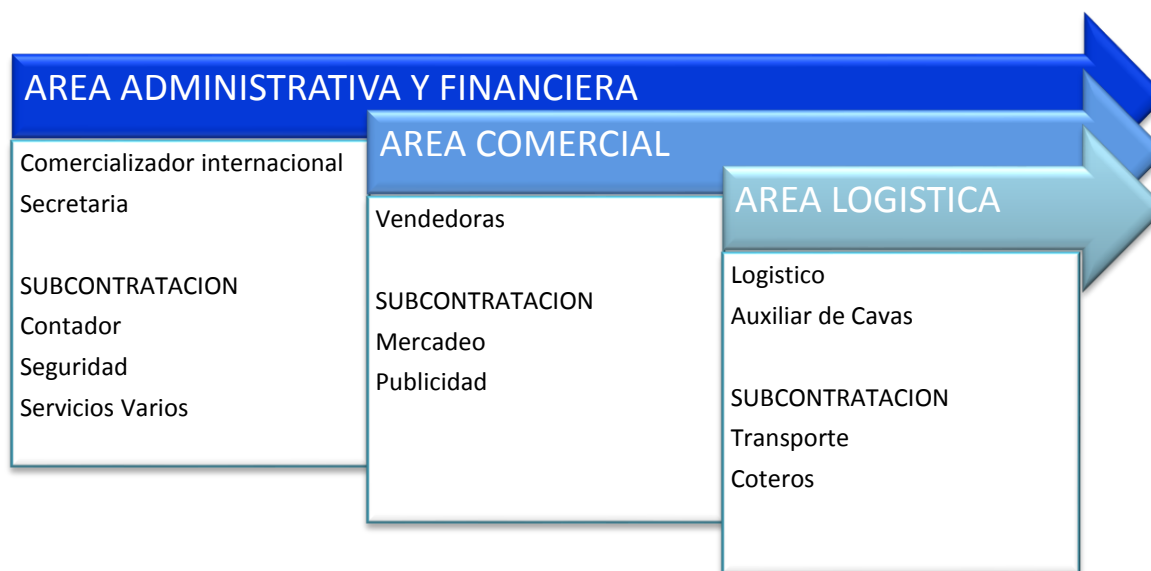 AREA ADMINISTRATIVA Y FINANCIERA
Comercializador internacional
Secretaria
SUBCONTRATACION
Contador
Seguridad
Servicios Varios
AREA COMERCIAL
Vendedoras
SUBCONTRATACION
Mercadeo
Publicidad
AREA LOGISTICA
Logistico
Auxiliar de Cavas
SUBCONTRATACION
Transporte
Coteros